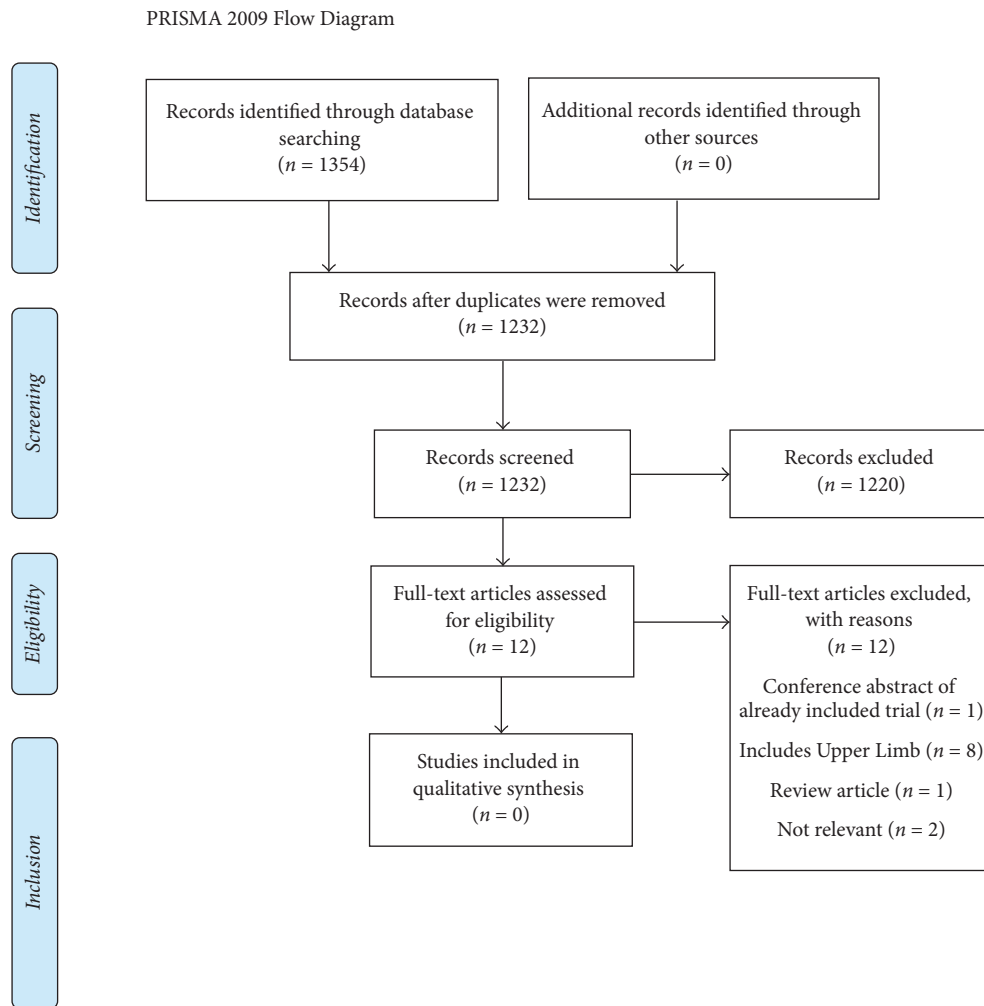 PRISMA 2009 Flow Diagram
Identification
Records identified through database
searching
(n = 1354)
Additional records identified through
other sources
(n = 0)
Records after duplicates were removed
(n = 1232)
Screening
Records screened
(n = 1232)
Records excluded
(n = 1220)
Eligibility
Full-text articles assessed
for eligibility
(n = 12)
Full-text articles excluded,
with reasons
(n = 12)
Conference abstract of
already included trial (n = 1)
Includes Upper Limb (n = 8)
Review article (n = 1)
Not relevant (n = 2)
Inclusion
Studies included in
qualitative synthesis
(n = 0)